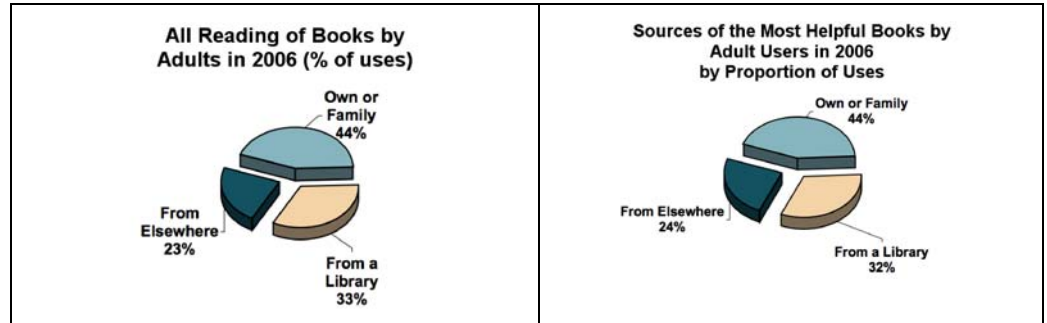 All Reading of Books by
Adults in 2006 (% of uses)
Own or
Family
44%
From
Elsewhere
23%
From a
Library
33%
Sources of the Most Helpful Books by
Adult Users in 2006
by Proportion of Uses
Own or Family
44%
From Elsewhere
24%
From a Library
32%